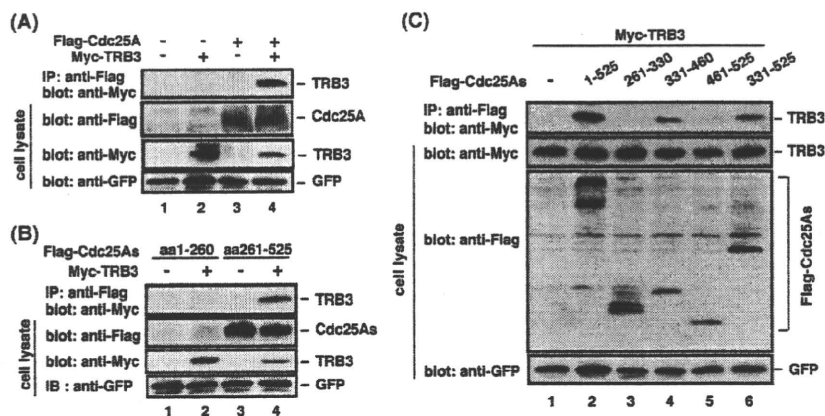 (A)
Flag-Cdc25A - - + +
Myc-TRB3 - + - +
IP: anti-Flag
blot: anti-Myc
TRB3
blot: anti-Flag
Cdc25A
blot: anti-Myc
TRB3
blot: anti-GFP
GFP
cell lysate
1 2 3 4
(B)
Flag-Cdc25As aa1-260 aa261-525
Myc-TRB3 - + - +
IP: anti-Flag
blot: anti-Myc
TRB3
blot: anti-Flag
Cdc25As
blot: anti-Myc
TRB3
IB : anti-GFP
GFP
cell lysate
1 2 3 4
(C)
Myc-TRB3
Flag-Cdc25As - 1-525 261-330 331-460 461-525 331-525
IP: anti-Flag
blot: anti-Myc
TRB3
blot: anti-Myc
TRB3
blot: anti-Flag
Flag-Cdc25As
blot: anti-GFP
GFP
cell lysate
1 2 3 4 5 6